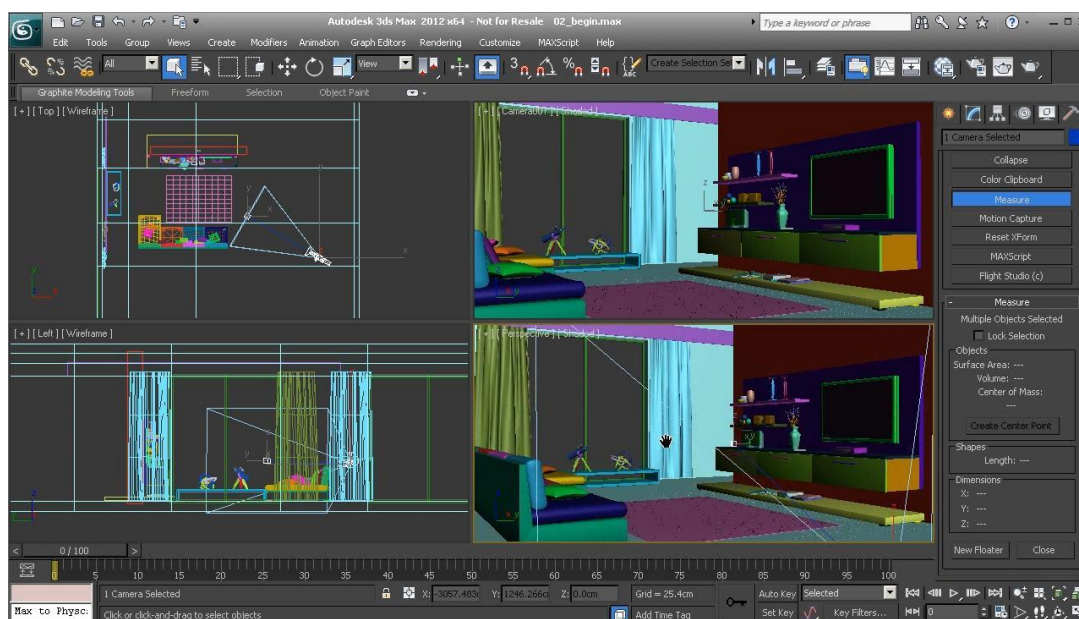 Autodesk 3ds Max 2012 x64 - Not for Resale 02_begin.max
Type a keyword or phrase
Edit Tools Group Views Create Modifiers Animation Graph Editors Rendering Customize MAXScript Help
All View Create Selection Se
Graphite Modeling Tools Freeform Selection Object Paint
[ + ] [ Top ] [ Wireframe ]
[ + ] [ Camera001 ] [ Shaded ]
1 Camera Selected
Collapse
Color Clipboard
Measure
Motion Capture
Reset XForm
MAXScript
Flight Studio (c)
[ + ] [ Left ] [ Wireframe ]
[ + ] [ Perspective ] [ Shaded ]
- Measure
Multiple Objects Selected
Lock Selection
Objects
Surface Area: ---
Volume: ---
Center of Mass:
---
Create Center Point
Shapes
Length: ---
Dimensions
X: ---
Y: ---
Z: ---
New Floater Close
< 0 / 100 >
0 5 10 15 20 25 30 35 40 45 50 55 60 65 70 75 80 85 90 95 100
1 Camera Selected X: -3057.483 Y: 1246.266c Z: 0.0cm Grid = 25.4cm Auto Key Selected
Max to Physc: Click or click-and-drag to select objects Add Time Tag Set Key Key Filters... 0